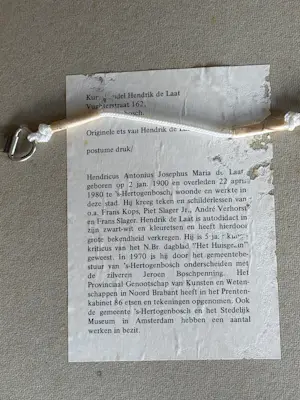 Hendrik de Laat
straat 162,
bosch.
Originele ets van Hendrik de Laat
postume druk/
Hendricus Antonius Josephus Maria de Laat
geboren op 2 jan. 1900 en overleden 22 april
1980 te 's-Hertogenbosch, woonde en werkte in
deze stad. Hij kreeg teken en schilderlessen van
o.a. Frans Kops, Piet Slager Jr., André Verhorst
en Frans Slager. Hendrik de Laat is autodidact in
zijn zwart-wit en kleuretsen en heeft hierdoor
grote bekendheid verkregen. Hij is 5 jaar kunst-
kriticus van het N.Br. dagblad "Het Huisgezin"
geweest. In 1970 is hij door het gemeentebe-
stuur van 's-Hertogenbosch onderscheiden met
de zilveren Jeroen Boschpenning. Het
Provinciaal Genootschap van Kunsten en Weten-
schappen in Noord Brabant heeft in het Prenten-
kabinet 86 etsen en tekeningen opgenomen. Ook
de gemeente 's-Hertogenbosch en het Stedelijk
Museum in Amsterdam hebben een aantal
werken in bezit.